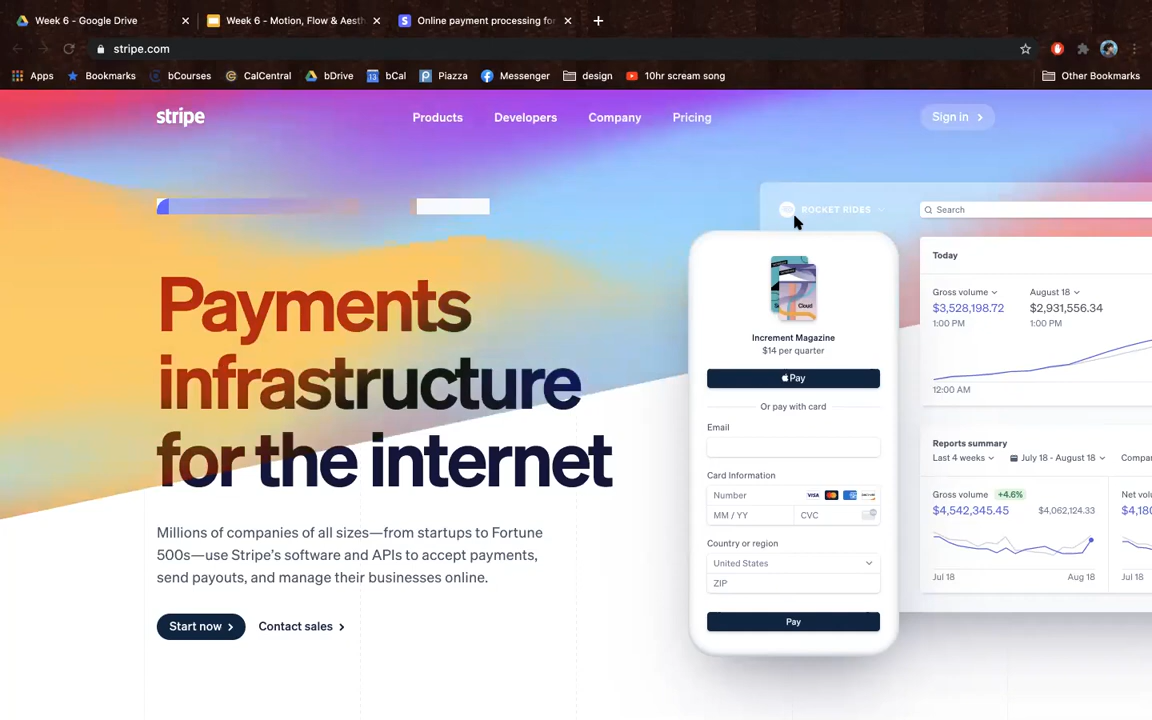 Week 6 - Google Drive
Week 6 - Motion, Flow & Aesth
Online payment processing for
stripe.com
Apps
Bookmarks
bCourses
CalCentral
bDrive
bCal
Piazza
Messenger
design
10hr scream song
Other Bookmarks
stripe
Products
Developers
Company
Pricing
Sign in
Payments
infrastructure
for the internet
Millions of companies of all sizes—from startups to Fortune
500s—use Stripe's software and APIs to accept payments,
send payouts, and manage their businesses online.
Start now
Contact sales
ROCKET RIDES
Search
Increment Magazine
$14 per quarter
Pay
Or pay with card
Email
Card Information
Number
VISA
MM / YY
CVC
Country or region
United States
ZIP
Pay
Today
Gross volume
August 18
$3,528,198.72
$2,931,556.34
1:00 PM
1:00 PM
12:00 AM
Reports summary
Last 4 weeks
July 18 - August 18
Compa
Gross volume
+4.6%
Net vo
$4,542,345.45
$4,062,124.33
$4,180
Jul 18
Aug 18
Jul 18